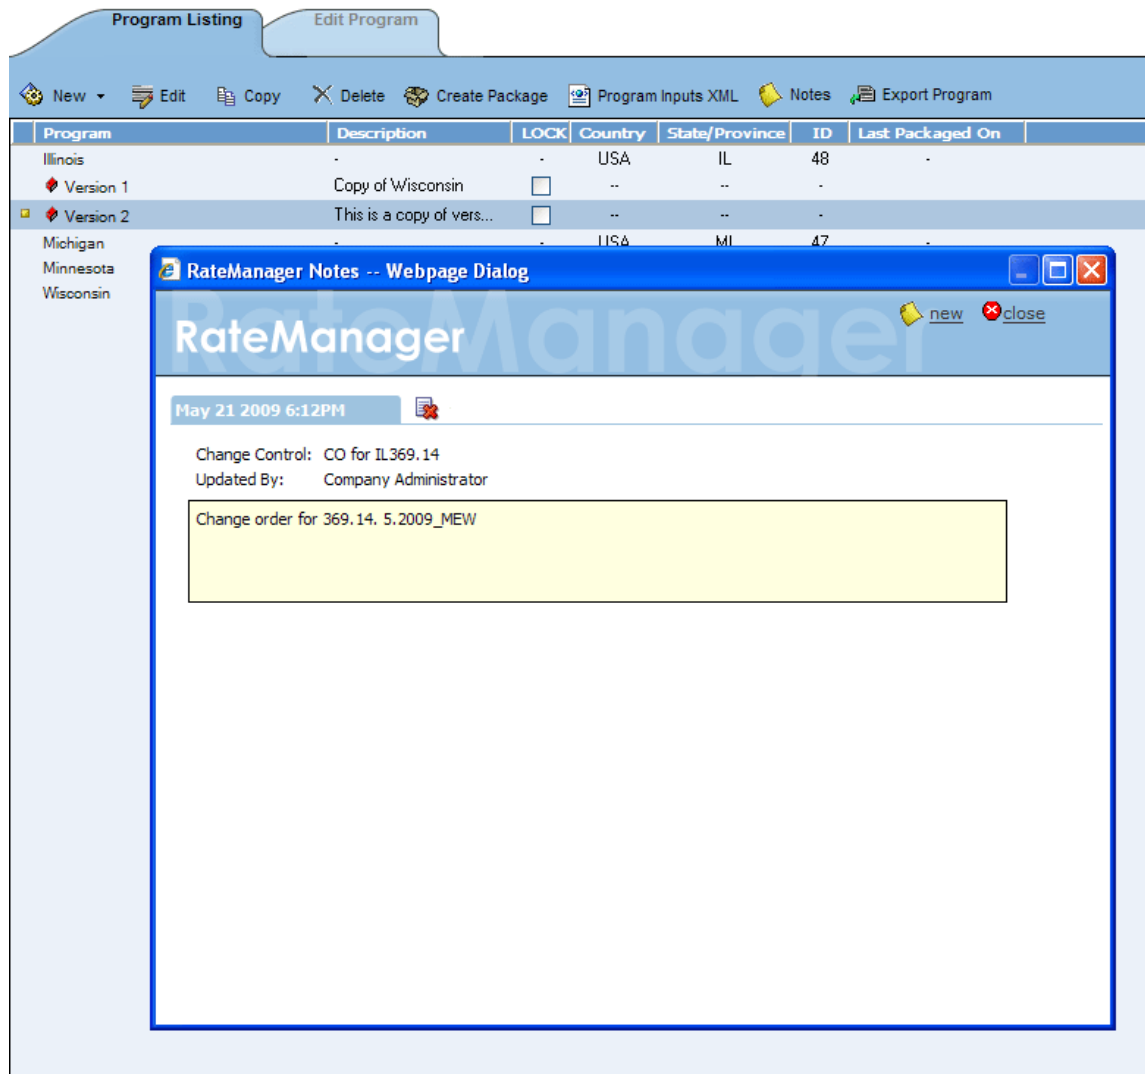 Program Listing Edit Program
New Edit Copy Delete Create Package Program Inputs XML Notes Export Program
Program Description LOCK Country State/Province ID Last Packaged On
Illinois - - USA IL 48 -
Version 1 Copy of Wisconsin -- -- -
Version 2 This is a copy of vers... -- -- -
Michigan - - USA MI 47 -
Minnesota
Wisconsin
RateManager Notes -- Webpage Dialog
RateManager
new close
RateManager
May 21 2009 6:12PM
Change Control: CO for IL369.14
Updated By: Company Administrator
Change order for 369.14. 5.2009_MEW